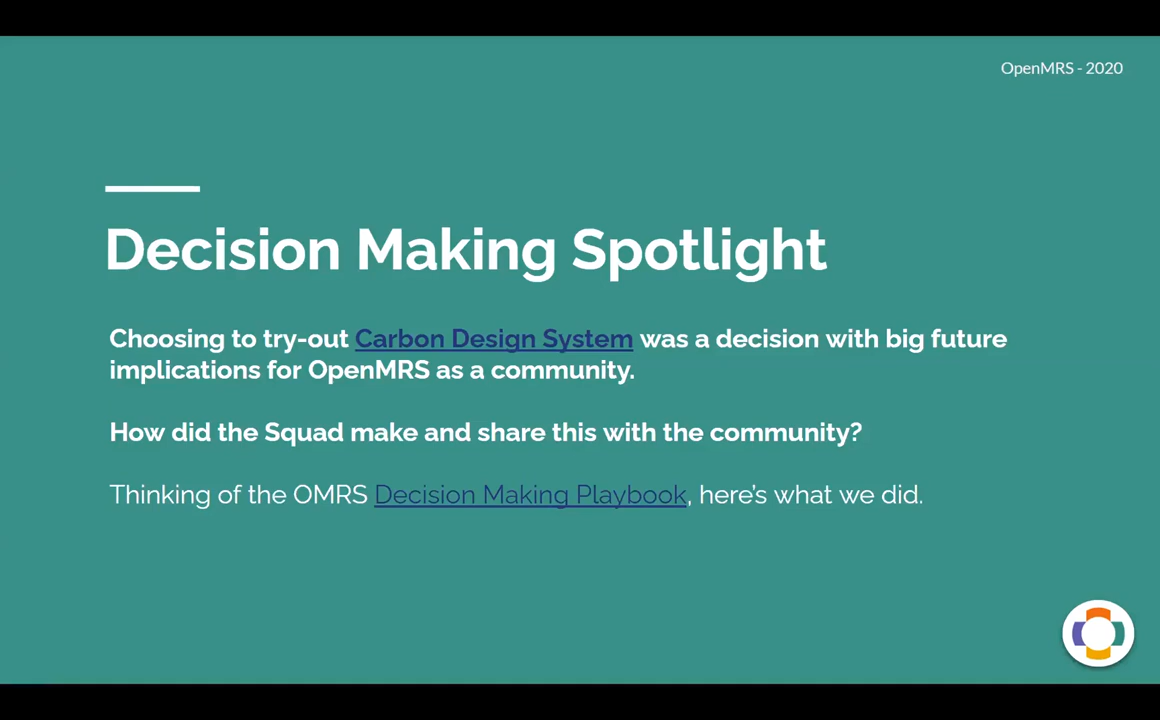 OpenMRS - 2020
Decision Making Spotlight
Choosing to try-out Carbon Design System was a decision with big future
implications for OpenMRS as a community.
How did the Squad make and share this with the community?
Thinking of the OMRS Decision Making Playbook, here’s what we did.